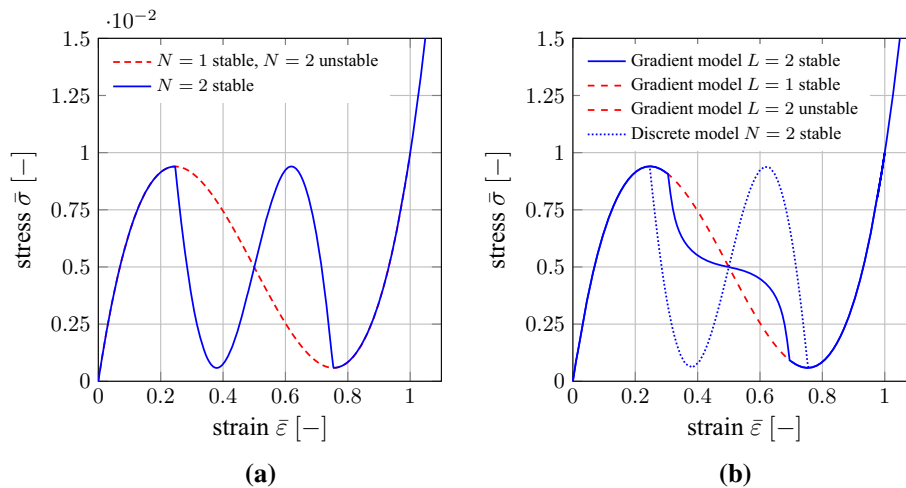 ·10⁻²
1.5
1.25
1
0.75
0.5
0.25
0
0 0.2 0.4 0.6 0.8 1
stress σ̄ [−]
strain ε̄ [−]
N = 1 stable, N = 2 unstable
N = 2 stable
(a)
1.5
1.25
1
0.75
0.5
0.25
0
0 0.2 0.4 0.6 0.8 1
stress σ̄ [−]
strain ε̄ [−]
Gradient model L = 2 stable
Gradient model L = 1 stable
Gradient model L = 2 unstable
Discrete model N = 2 stable
(b)